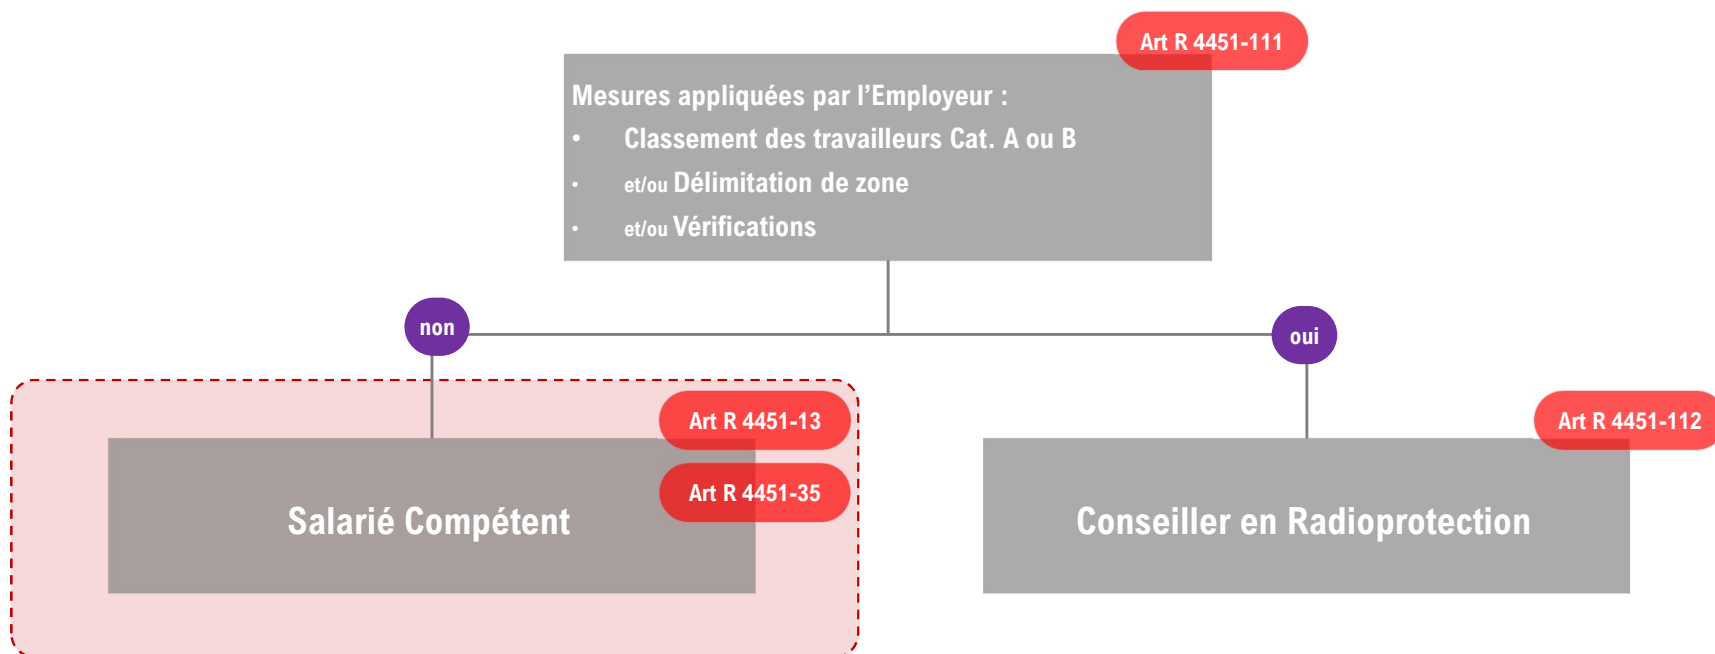 Art R 4451-111
Mesures appliquées par l’Employeur :
• Classement des travailleurs Cat. A ou B
• et/ou Délimitation de zone
• et/ou Vérifications
non
oui
Art R 4451-13
Art R 4451-35
Salarié Compétent
Art R 4451-112
Conseiller en Radioprotection